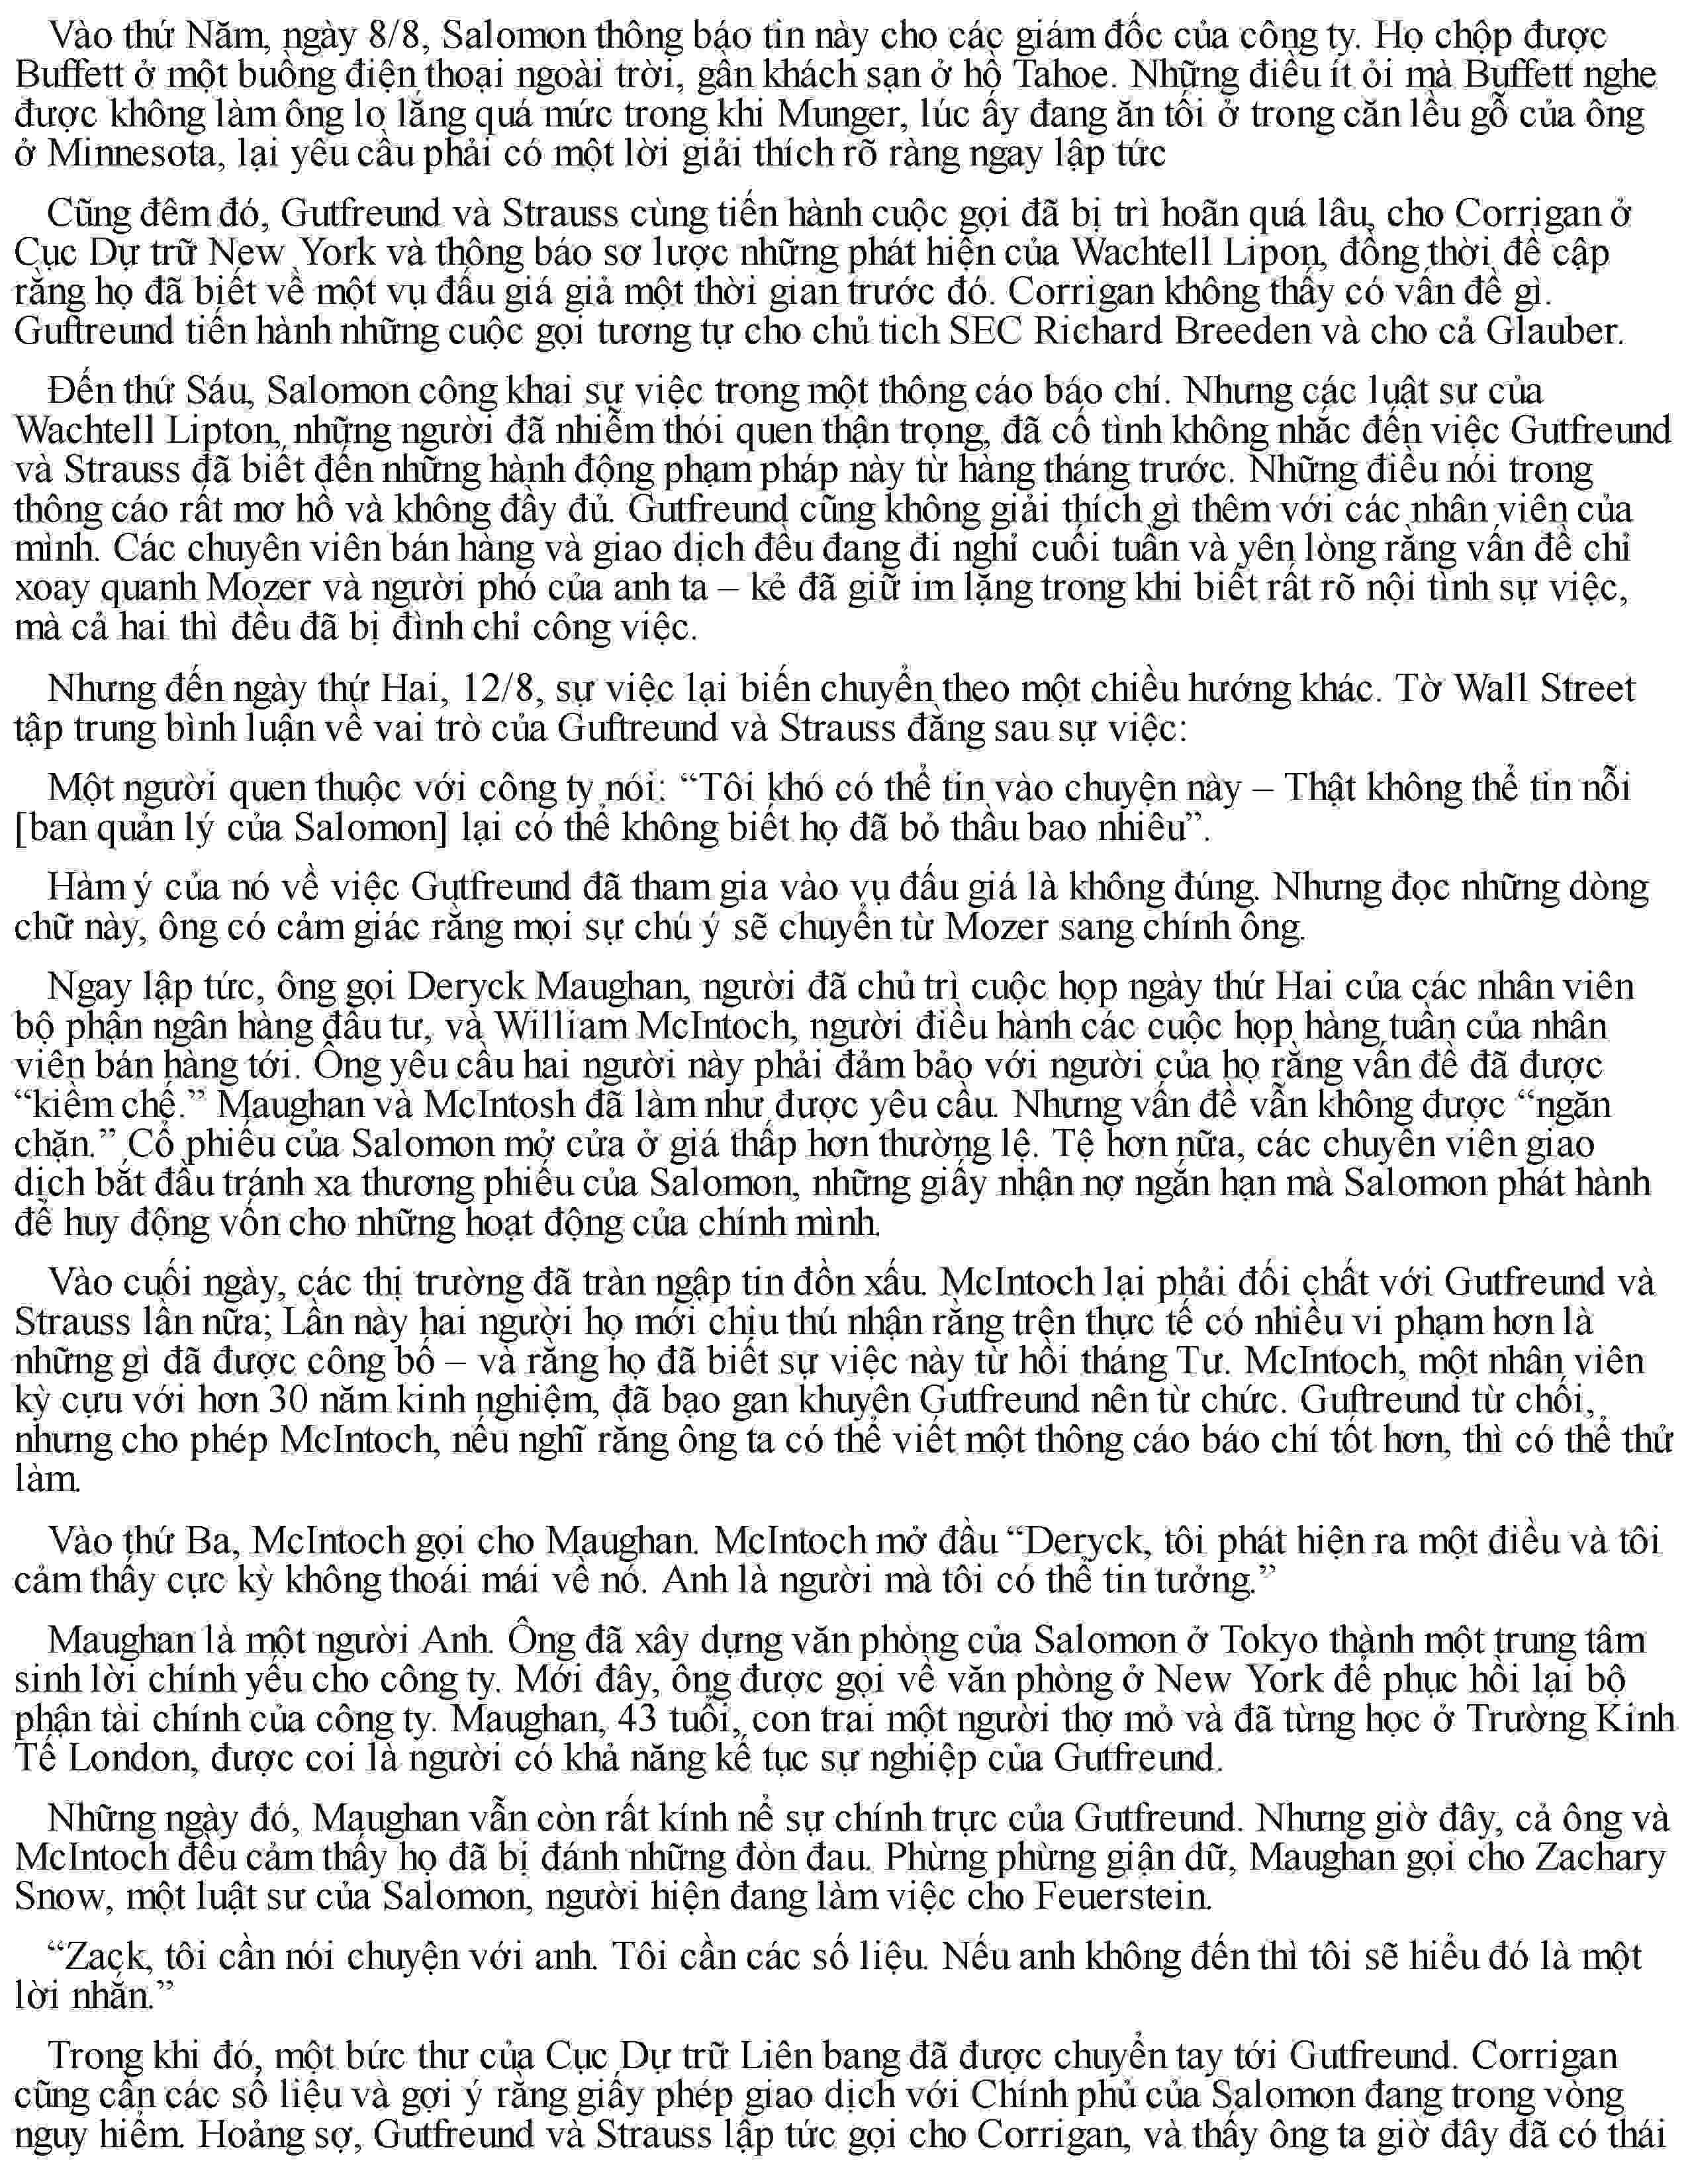 Vào thứ Năm, ngày 8/8, Salomon thông báo tin này cho các giám đốc của công ty. Họ chộp được
Buffett ở một buồng điện thoại ngoài trời, gần khách sạn ở hồ Tahoe. Những điều ít ỏi mà Buffett nghe
được không làm ông lo lắng quá mức trong khi Munger, lúc ấy đang ăn tối ở trong căn lều gỗ của ông
ở Minnesota, lại yêu cầu phải có một lời giải thích rõ ràng ngay lập tức
Cũng đêm đó, Gutfreund và Strauss cùng tiến hành cuộc gọi đã bị trì hoãn quá lâu, cho Corrigan ở
Cục Dự trữ New York và thông báo sơ lược những phát hiện của Wachtell Lipon, đồng thời đề cập
rằng họ đã biết về một vụ đấu giá giả một thời gian trước đó. Corrigan không thấy có vấn đề gì.
Guftreund tiến hành những cuộc gọi tương tự cho chủ tich SEC Richard Breeden và cho cả Glauber.
Đến thứ Sáu, Salomon công khai sự việc trong một thông cáo báo chí. Nhưng các luật sư của
Wachtell Lipton, những người đã nhiễm thói quen thận trọng, đã cố tình không nhắc đến việc Gutfreund
và Strauss đã biết đến những hành động phạm pháp này từ hàng tháng trước. Những điều nói trong
thông cáo rất mơ hồ và không đầy đủ. Gutfreund cũng không giải thích gì thêm với các nhân viên của
mình. Các chuyên viên bán hàng và giao dịch đều đang đi nghỉ cuối tuần và yên lòng rằng vấn đề chỉ
xoay quanh Mozer và người phó của anh ta – kẻ đã giữ im lặng trong khi biết rất rõ nội tình sự việc,
mà cả hai thì đều đã bị đình chỉ công việc.
Nhưng đến ngày thứ Hai, 12/8, sự việc lại biến chuyển theo một chiều hướng khác. Tờ Wall Street
tập trung bình luận về vai trò của Guftreund và Strauss đằng sau sự việc:
Một người quen thuộc với công ty nói: “Tôi khó có thể tin vào chuyện này – Thật không thể tin nỗi
[ban quản lý của Salomon] lại có thể không biết họ đã bỏ thầu bao nhiêu”.
Hàm ý của nó về việc Gutfreund đã tham gia vào vụ đấu giá là không đúng. Nhưng đọc những dòng
chữ này, ông có cảm giác rằng mọi sự chú ý sẽ chuyển từ Mozer sang chính ông.
Ngay lập tức, ông gọi Deryck Maughan, người đã chủ trì cuộc họp ngày thứ Hai của các nhân viên
bộ phận ngân hàng đầu tư, và William McIntoch, người điều hành các cuộc họp hàng tuần của nhân
viên bán hàng tới. Ông yêu cầu hai người này phải đảm bảo với người của họ rằng vấn đề đã được
“kiềm chế.” Maughan và McIntosh đã làm như được yêu cầu. Nhưng vấn đề vẫn không được “ngăn
chặn.” Cổ phiếu của Salomon mở cửa ở giá thấp hơn thường lệ. Tệ hơn nữa, các chuyên viên giao
dịch bắt đầu tránh xa thương phiếu của Salomon, những giấy nhận nợ ngắn hạn mà Salomon phát hành
để huy động vốn cho những hoạt động của chính mình.
Vào cuối ngày, các thị trường đã tràn ngập tin đồn xấu. McIntoch lại phải đối chất với Gutfreund và
Strauss lần nữa; Lần này hai người họ mới chịu thú nhận rằng trên thực tế có nhiều vi phạm hơn là
những gì đã được công bố – và rằng họ đã biết sự việc này từ hồi tháng Tư. McIntoch, một nhân viên
kỳ cựu với hơn 30 năm kinh nghiệm, đã bạo gan khuyên Gutfreund nên từ chức. Guftreund từ chối,
nhưng cho phép McIntoch, nếu nghĩ rằng ông ta có thể viết một thông cáo báo chí tốt hơn, thì có thể thử
làm.
Vào thứ Ba, McIntoch gọi cho Maughan. McIntoch mở đầu “Deryck, tôi phát hiện ra một điều và tôi
cảm thấy cực kỳ không thoái mái về nó. Anh là người mà tôi có thể tin tưởng.”
Maughan là một người Anh. Ông đã xây dựng văn phòng của Salomon ở Tokyo thành một trung tâm
sinh lời chính yếu cho công ty. Mới đây, ông được gọi về văn phòng ở New York để phục hồi lại bộ
phận tài chính của công ty. Maughan, 43 tuổi, con trai một người thợ mỏ và đã từng học ở Trường Kinh
Tế London, được coi là người có khả năng kế tục sự nghiệp của Gutfreund.
Những ngày đó, Maughan vẫn còn rất kính nể sự chính trực của Gutfreund. Nhưng giờ đây, cả ông và
McIntoch đều cảm thấy họ đã bị đánh những đòn đau. Phừng phừng giận dữ, Maughan gọi cho Zachary
Snow, một luật sư của Salomon, người hiện đang làm việc cho Feuerstein.
“Zack, tôi cần nói chuyện với anh. Tôi cần các số liệu. Nếu anh không đến thì tôi sẽ hiểu đó là một
lời nhắn.”
Trong khi đó, một bức thư của Cục Dự trữ Liên bang đã được chuyển tay tới Gutfreund. Corrigan
cũng cần các số liệu và gợi ý rằng giấy phép giao dịch với Chính phủ của Salomon đang trong vòng
nguy hiểm. Hoảng sợ, Gutfreund và Strauss lập tức gọi cho Corrigan, và thấy ông ta giờ đây đã có thái